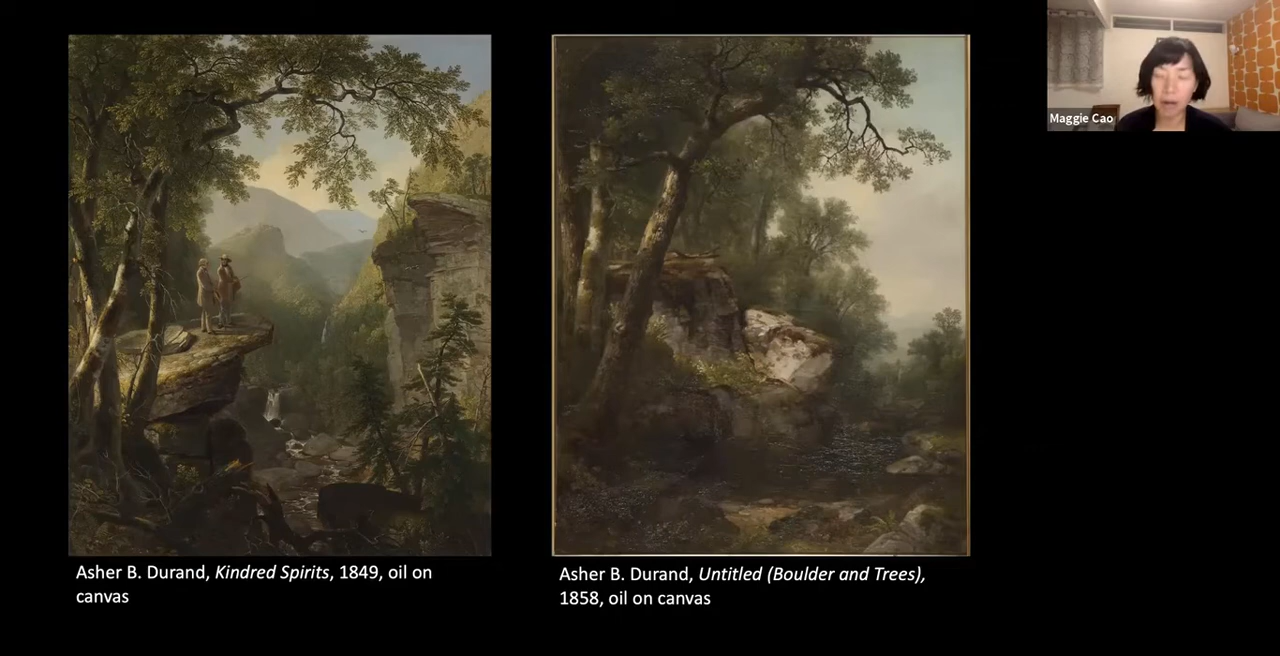 Maggie Cao
Asher B. Durand, Kindred Spirits, 1849, oil on
canvas
Asher B. Durand, Untitled (Boulder and Trees),
1858, oil on canvas